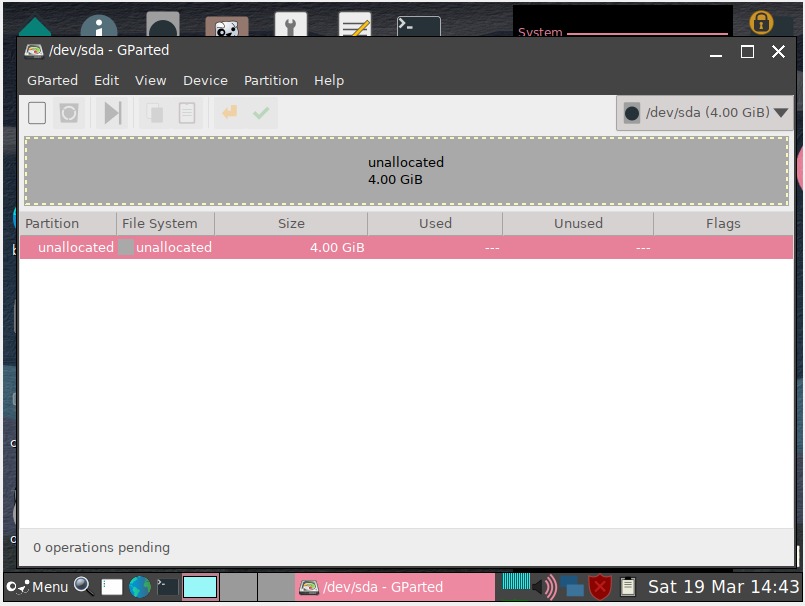 System
/dev/sda - GParted
GParted Edit View Device Partition Help
/dev/sda (4.00 GiB)
unallocated
4.00 GiB
Partition File System Size Used Unused Flags
unallocated unallocated 4.00 GiB --- ---
0 operations pending
Menu /dev/sda - GParted Sat 19 Mar 14:43